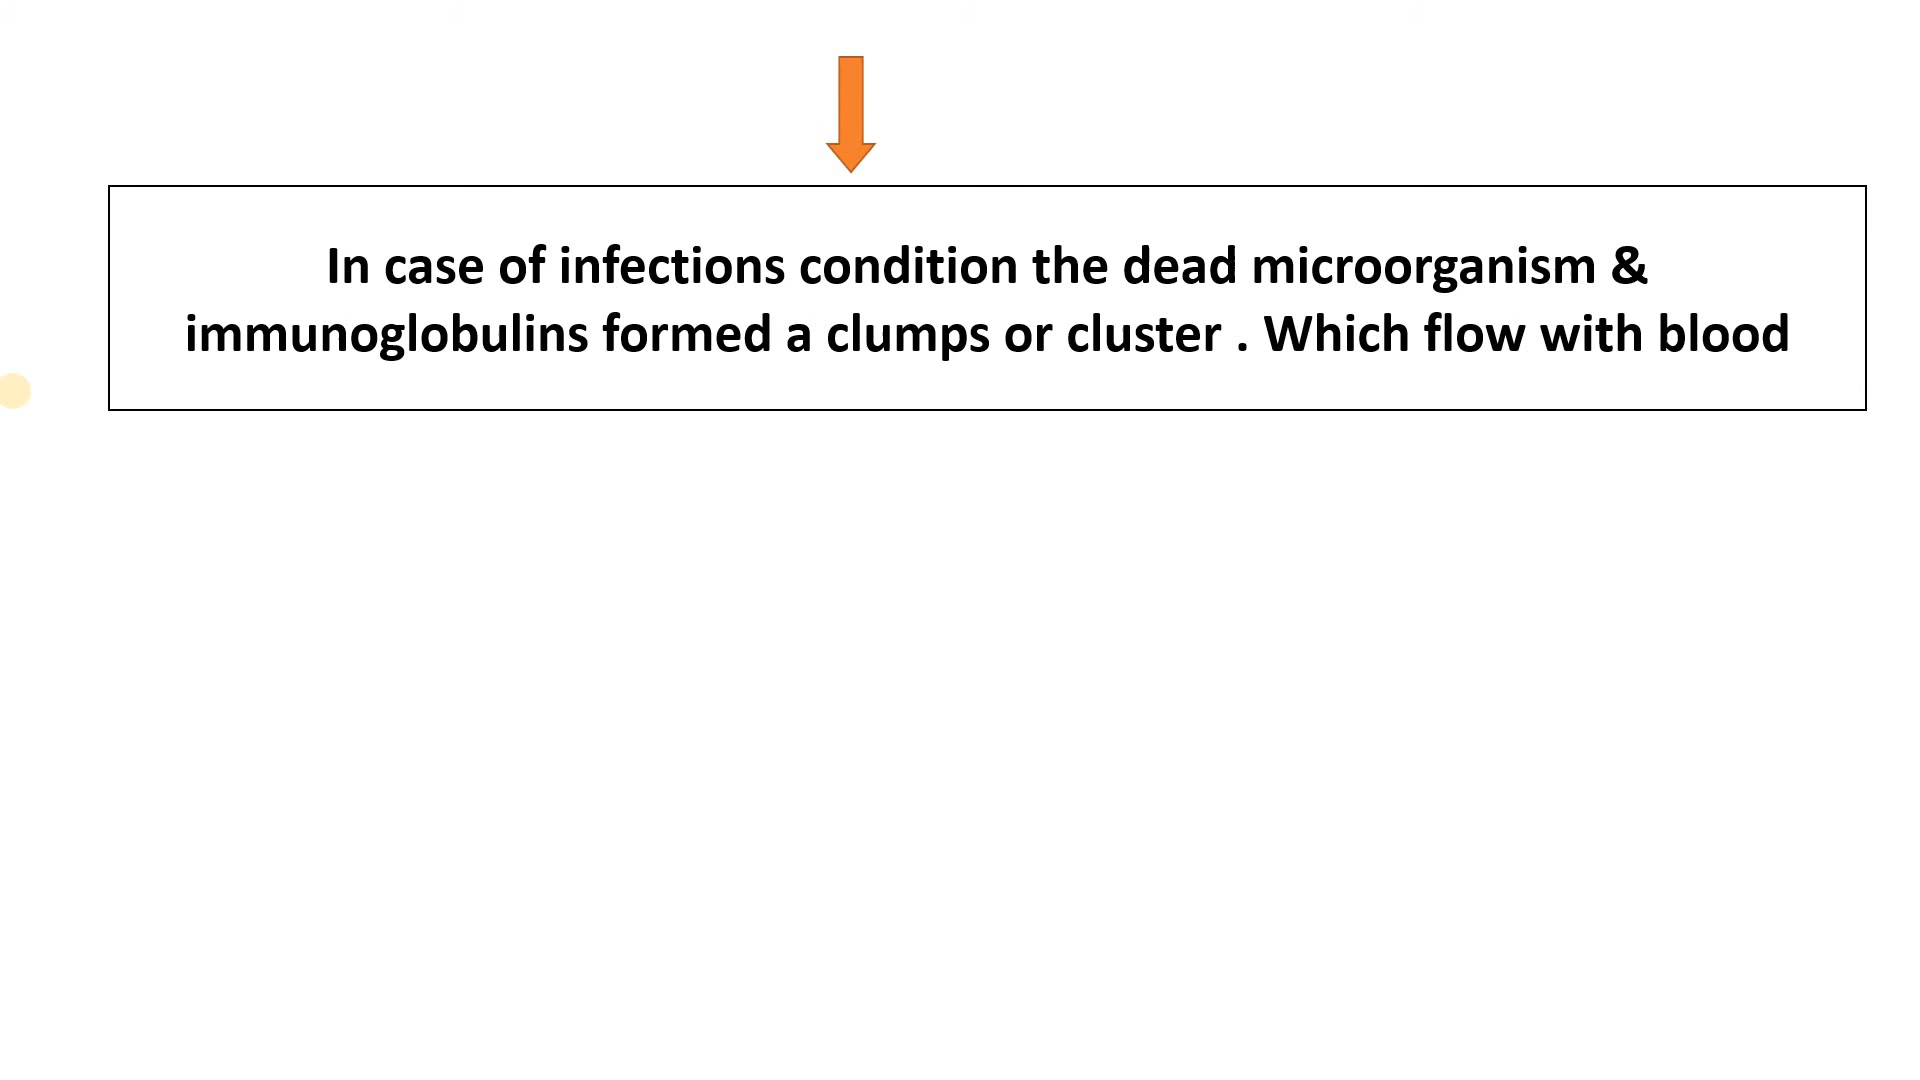 In case of infections condition the dead microorganism &
immunoglobulins formed a clumps or cluster . Which flow with blood